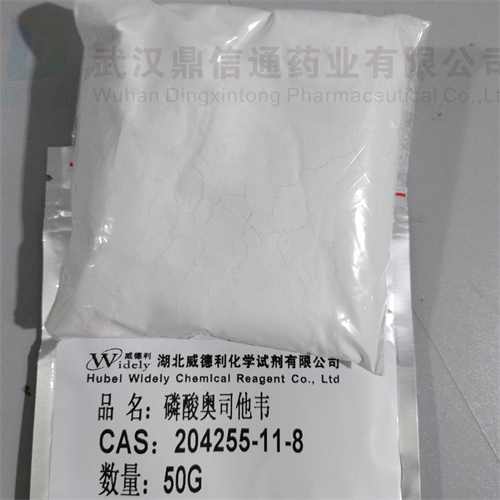 武汉鼎信通药业有限公司
Wuhan Dingxintong Pharmaceutical Co.,Ltd
威德利
Widely
湖北威德利化学试剂有限公司
Hubei Widely Chemical Reagent Co., Ltd
品 名：磷酸奥司他韦
CAS：204255-11-8
数量：50G